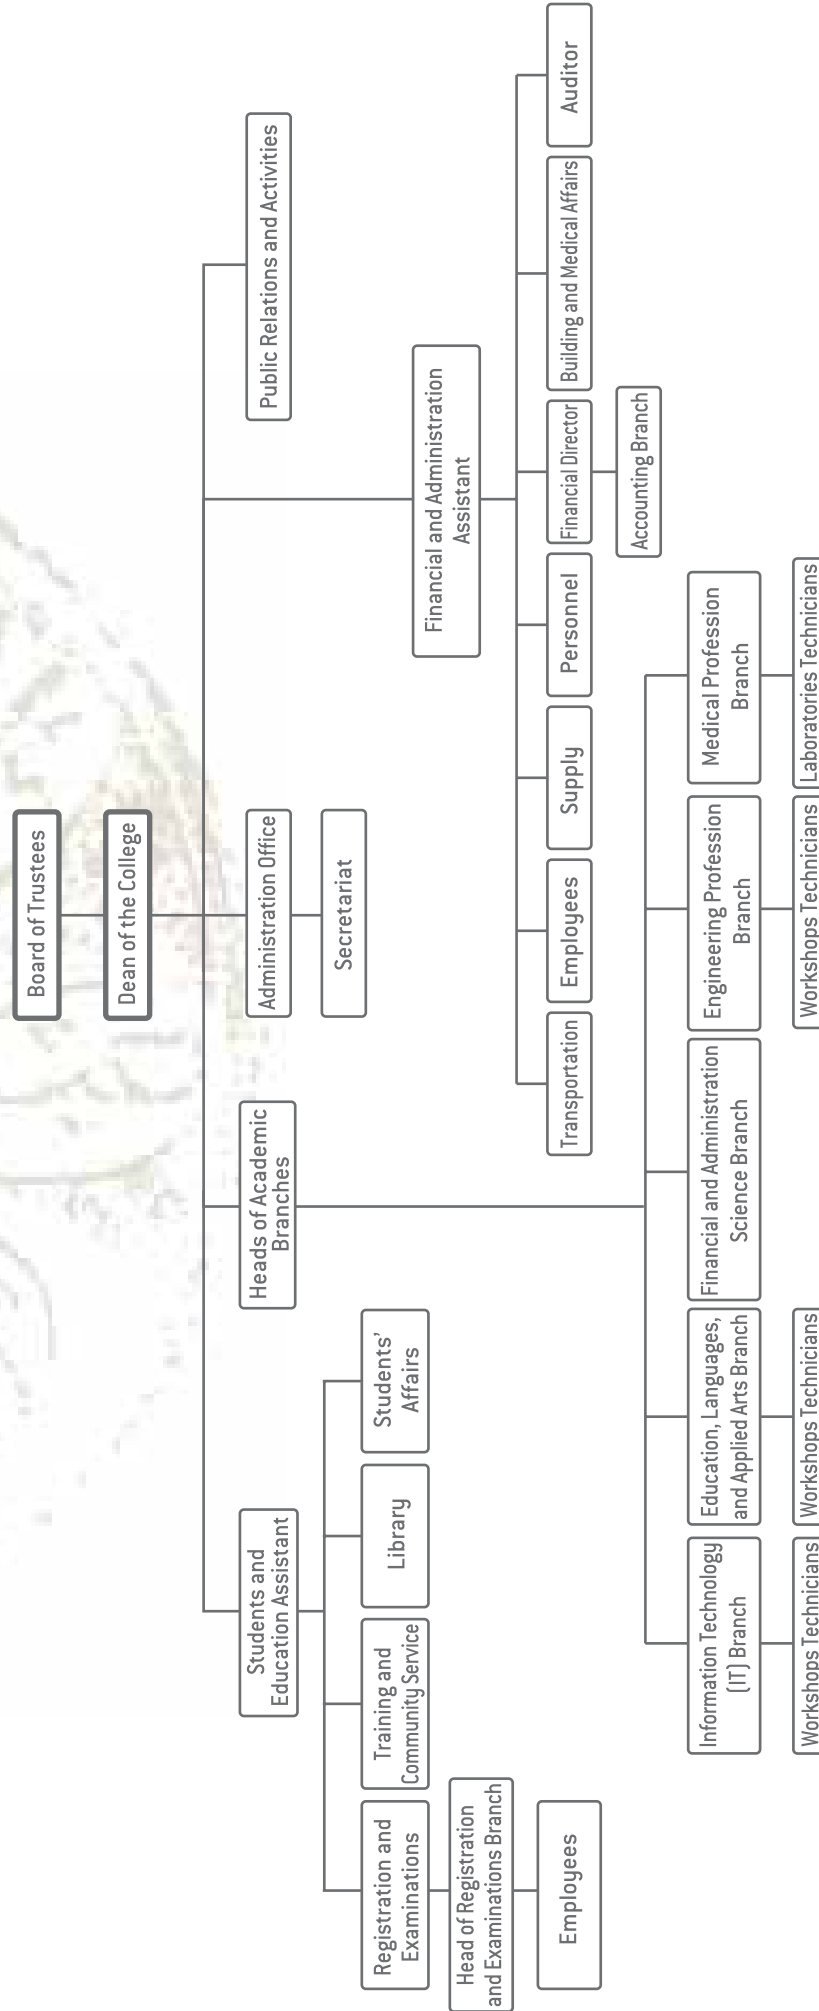 Board of Trustees
Dean of the College
Students and
Education Assistant
Heads of Academic
Branches
Administration Office
Public Relations and Activities
Secretariat
Registration and
Examinations
Training and
Community Service
Library
Students'
Affairs
Financial and Administration
Assistant
Head of Registration
and Examinations Branch
Employees
Transportation
Employees
Supply
Personnel
Financial Director
Building and Medical Affairs
Auditor
Accounting Branch
Information Technology
(IT) Branch
Education, Languages,
and Applied Arts Branch
Financial and Administration
Science Branch
Engineering Profession
Branch
Medical Profession
Branch
Workshops Technicians
Workshops Technicians
Workshops Technicians
Laboratories Technicians